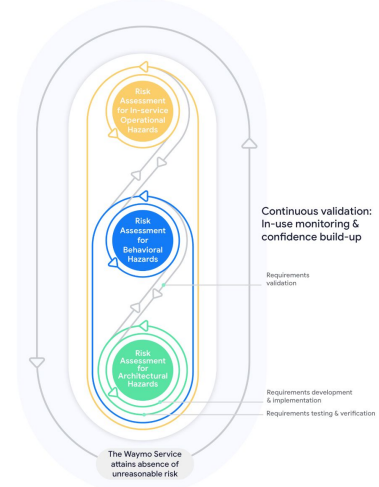 Risk
Assessment
for In-service
Operational
Hazards
Risk
Assessment
for
Behavioral
Hazards
Continuous validation:
In-use monitoring &
confidence build-up
Requirements
validation
Risk
Assessment
for
Architectural
Hazards
Requirements development
& implementation
Requirements testing & verification
The Waymo Service
attains absence of
unreasonable risk